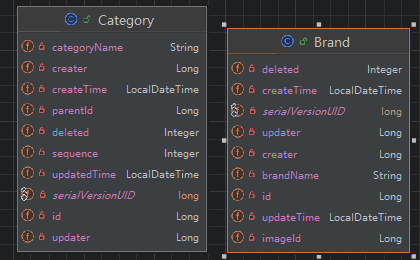 Category
categoryName String
creater Long
createTime LocalDateTime
parentId Long
deleted Integer
sequence Integer
updatedTime LocalDateTime
serialVersionUID long
id Long
updater Long
Brand
deleted Integer
createTime LocalDateTime
serialVersionUID long
updater Long
creater Long
brandName String
id Long
updateTime LocalDateTime
imageId Long